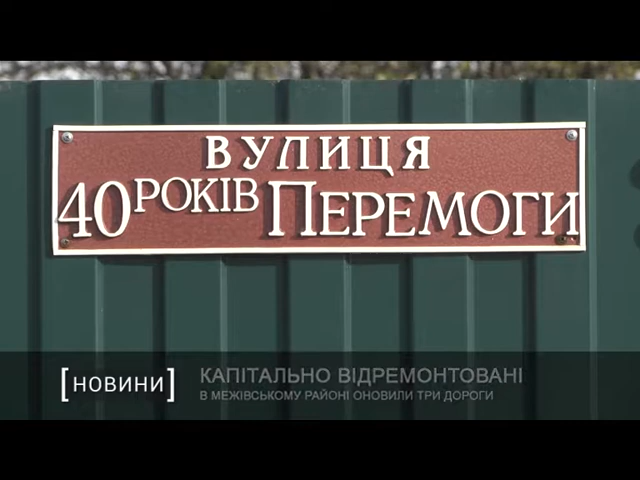 ВУЛИЦЯ
40 РОКІВ ПЕРЕМОГИ
[НОВИНИ]
КАПІТАЛЬНО ВІДРЕМОНТОВАНІ
В МЕЖІВСЬКОМУ РАЙОНІ ОНОВИЛИ ТРИ ДОРОГИ